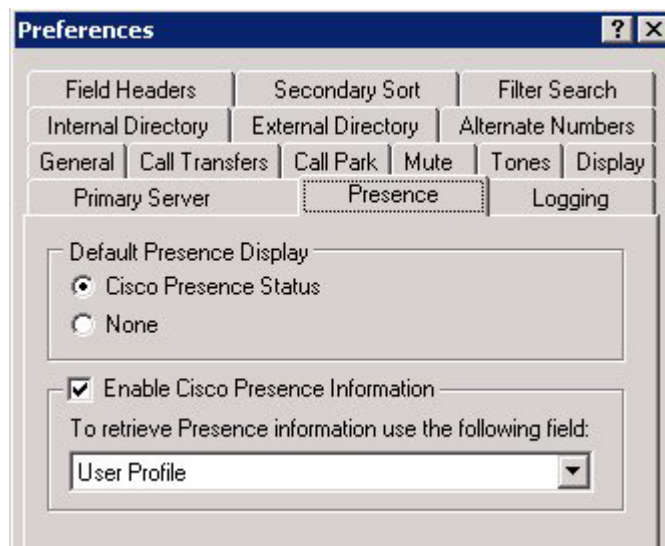 Preferences
Field Headers Secondary Sort Filter Search
Internal Directory External Directory Alternate Numbers
General Call Transfers Call Park Mute Tones Display
Primary Server Presence Logging
Default Presence Display
Cisco Presence Status
None
Enable Cisco Presence Information
To retrieve Presence information use the following field:
User Profile